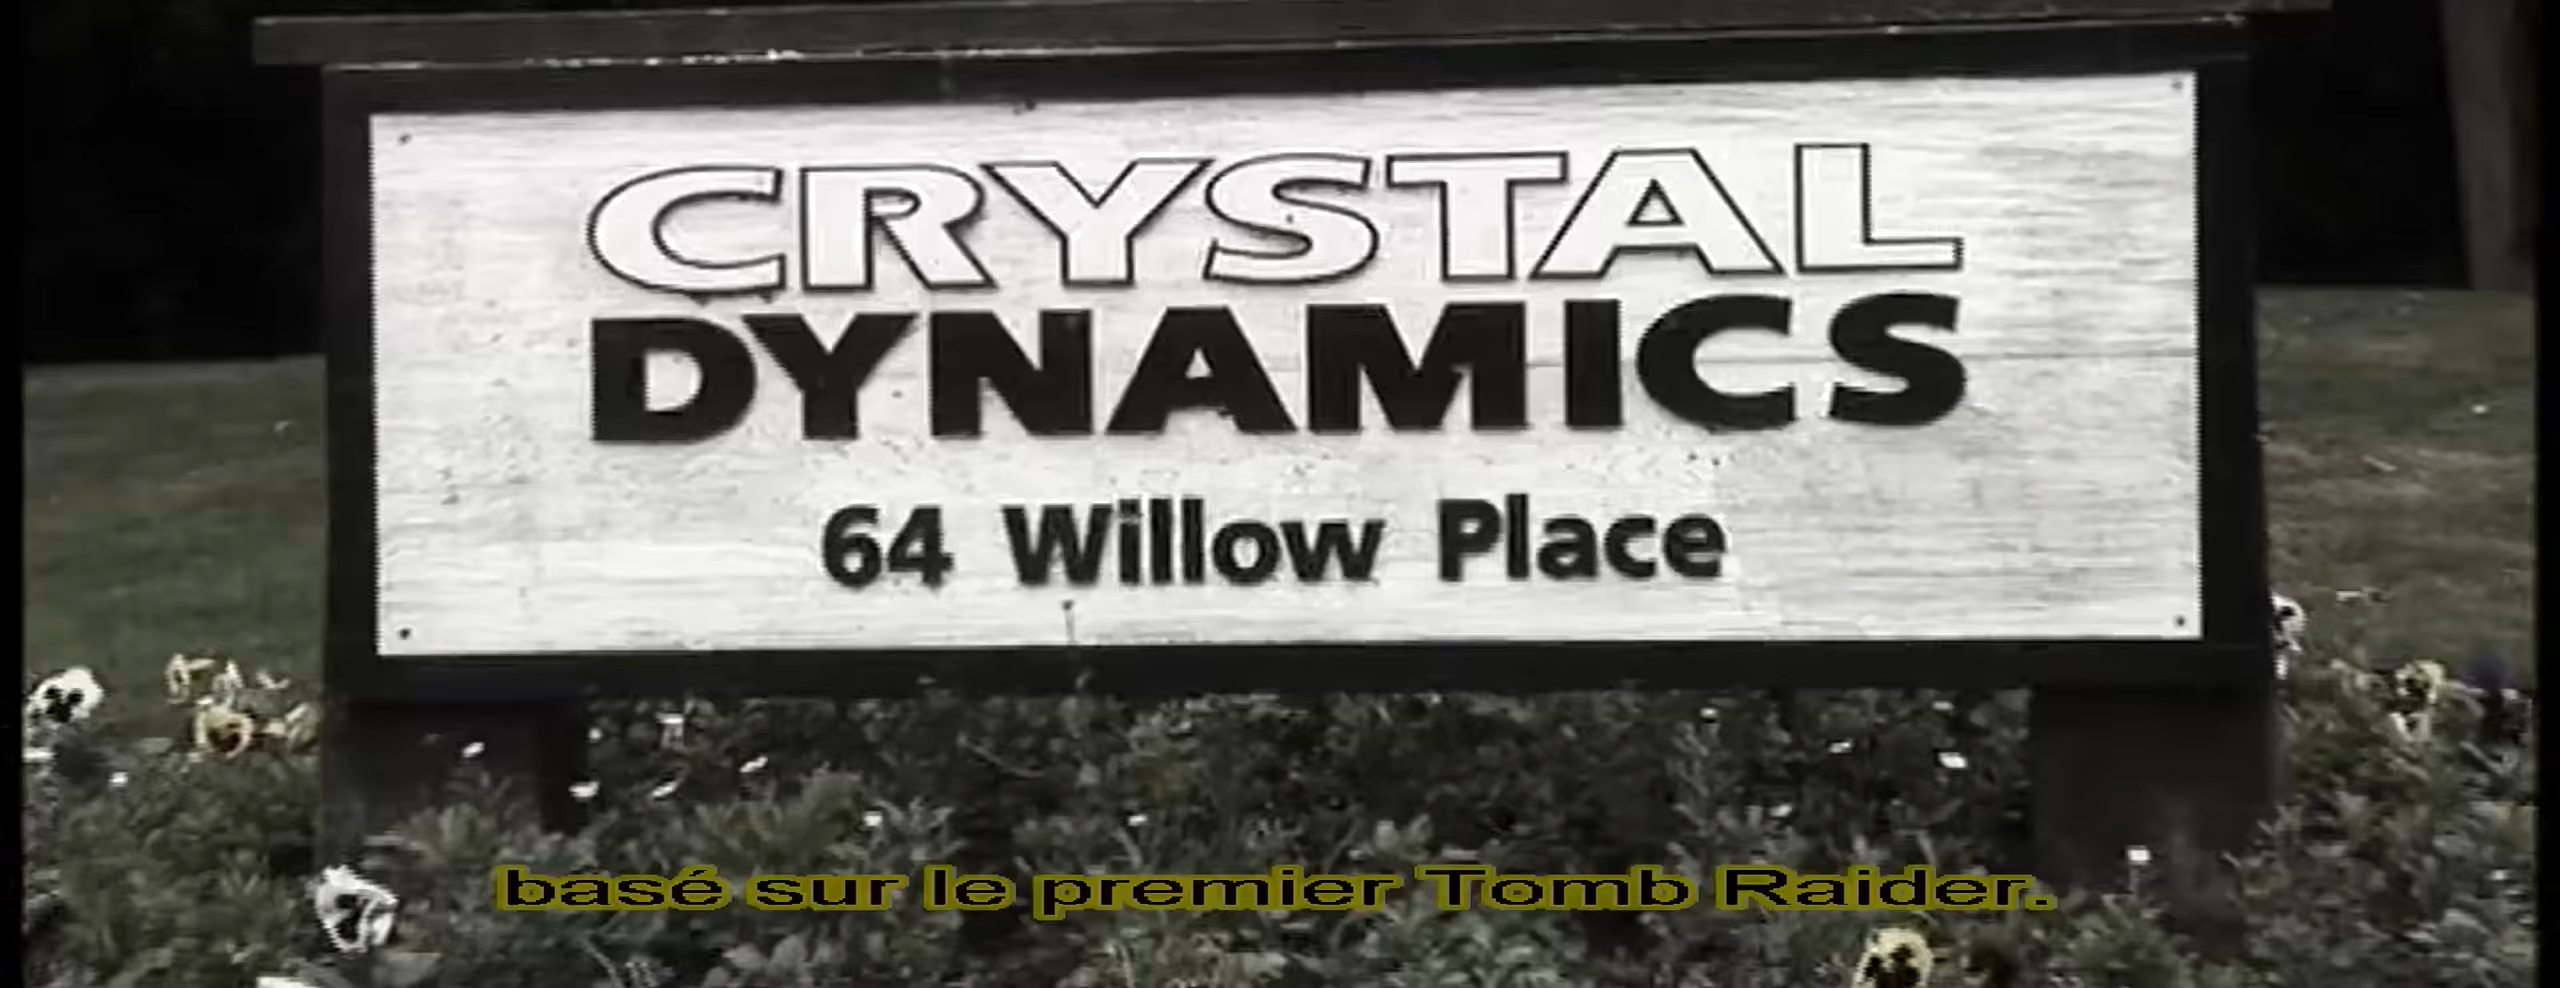 CRYSTAL
DYNAMICS
64 Willow Place
basé sur le premier Tomb Raider.